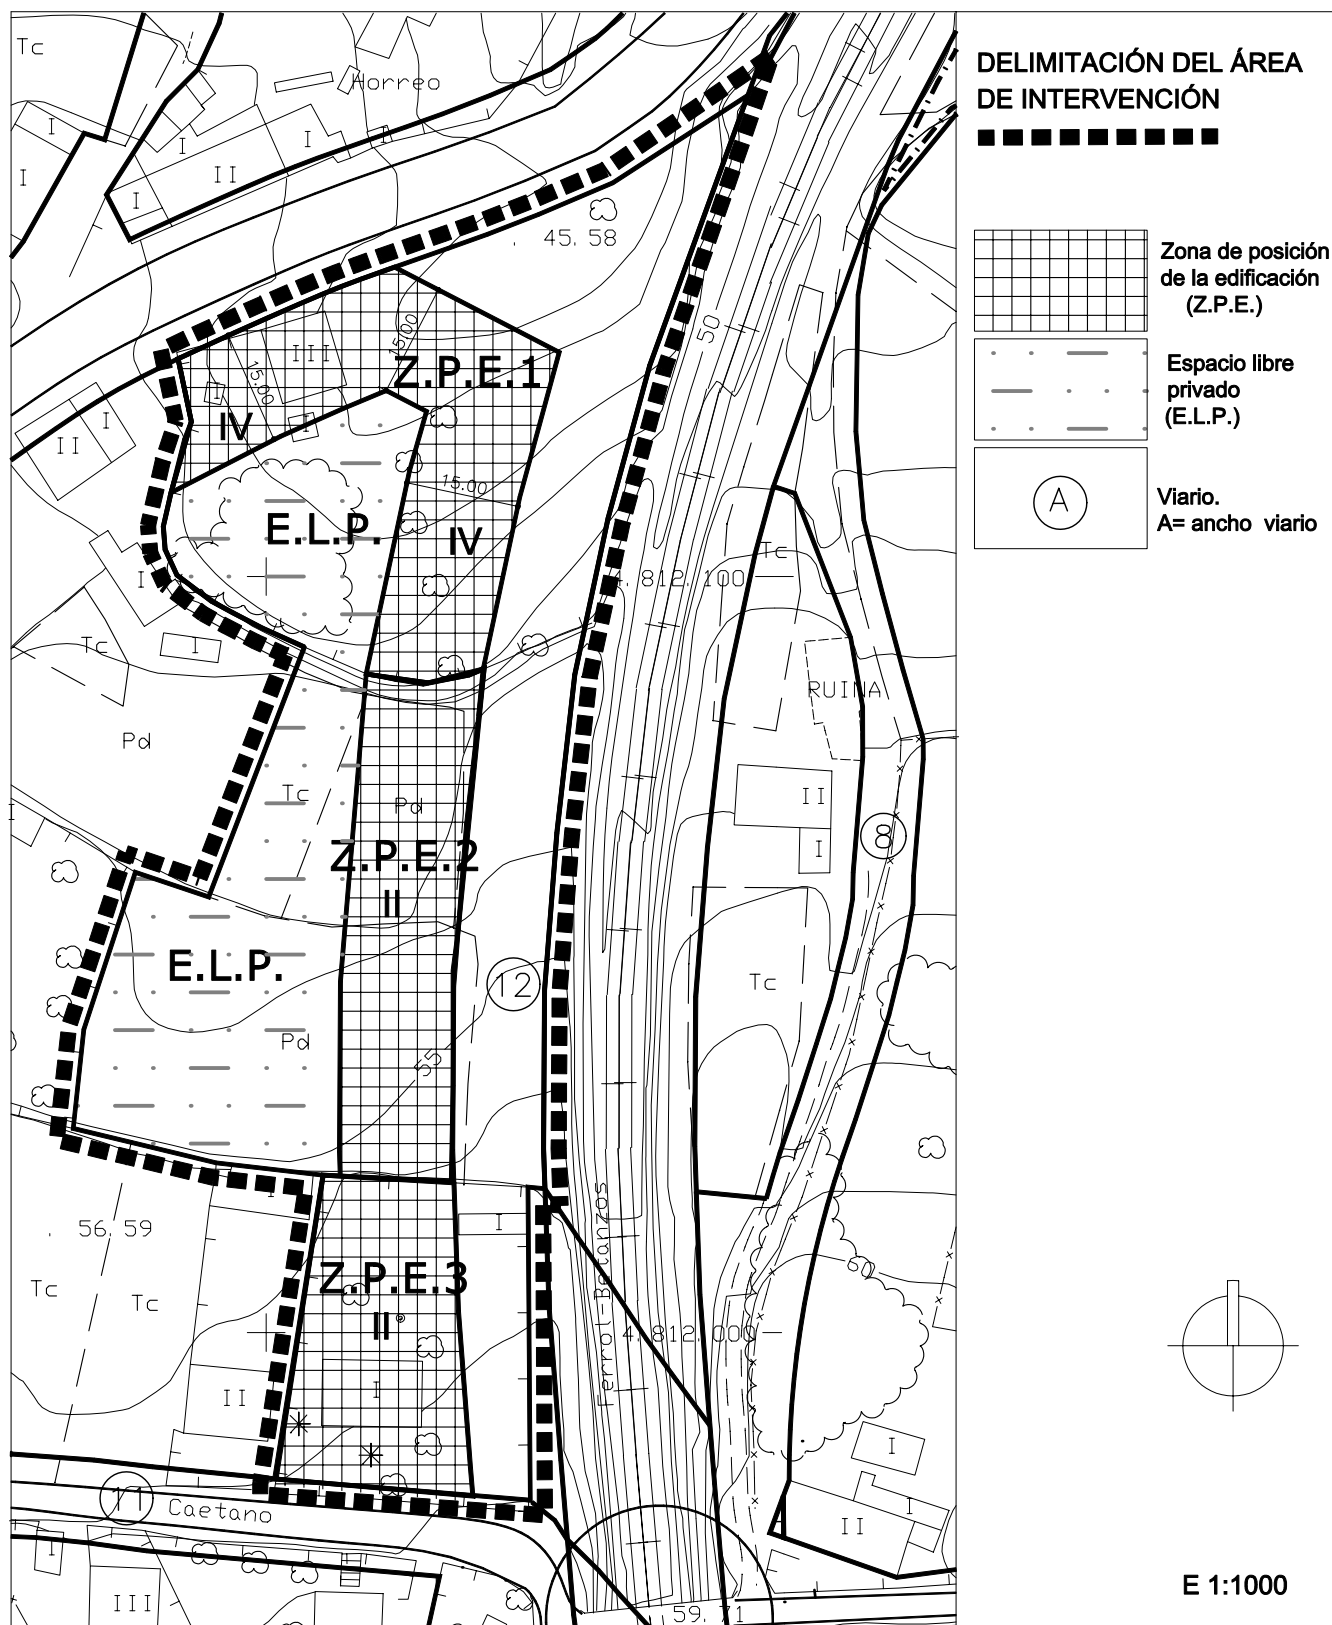 DELIMITACIÓN DEL ÁREA
DE INTERVENCIÓN
Zona de posición
de la edificación
(Z.P.E.)
Espacio libre
privado
(E.L.P.)
A
Viario.
A= ancho viario
E 1:1000
Tc
Horreo
I
I
I
I
II
A
I
I
45.58
50
III
15.00
Z.P.E.1
15.00
I
I
IV
II
I
15.00
E.L.P.
IV
Tc
4.812.100
I
Tc
I
RUINA
Pd
Tc
Pd
II
I
8
I
Z.P.E.2
II
E.L.P.
12
Tc
Pd
55
I
56.59
I
Tc
Tc
Z.P.E.3
II
60
4.812.000
Ferrol-Betanzos
I
II
I
I
II
11
Caetano
I
III
59.71